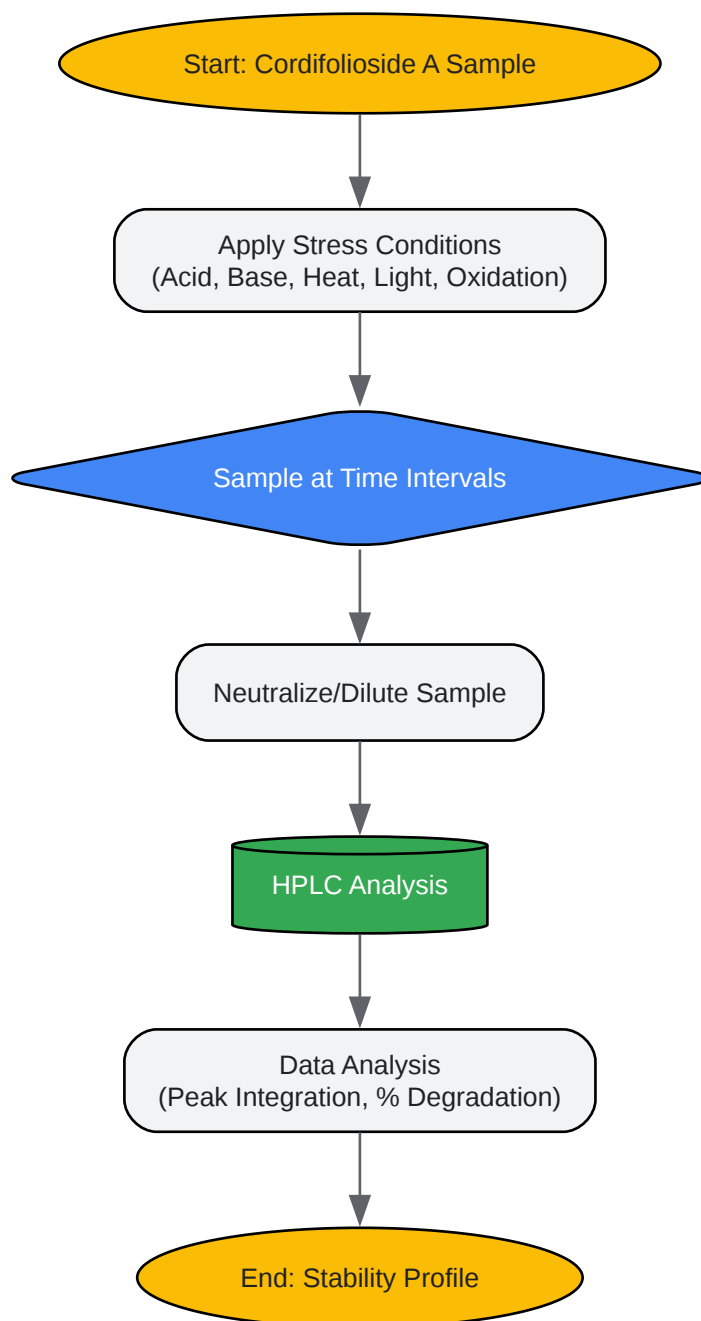 Start: Cordifolioside A Sample
Apply Stress Conditions
(Acid, Base, Heat, Light, Oxidation)
Sample at Time Intervals
Neutralize/Dilute Sample
HPLC Analysis
Data Analysis
(Peak Integration, % Degradation)
End: Stability Profile